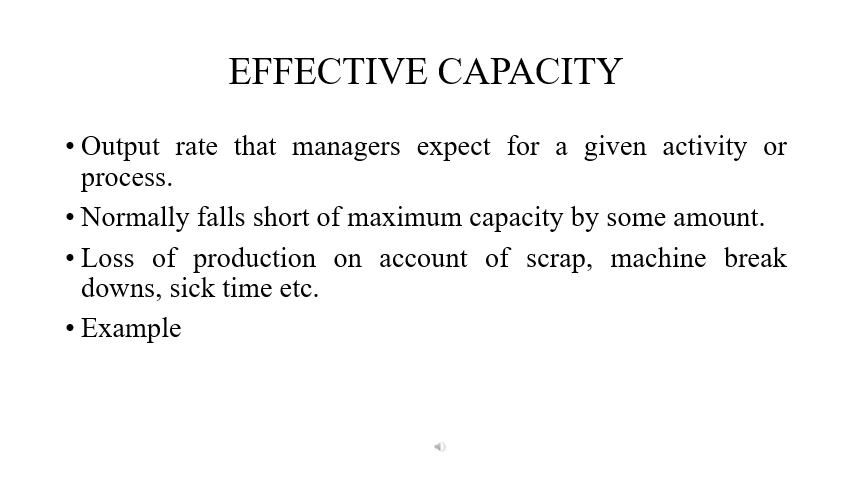 EFFECTIVE CAPACITY
• Output rate that managers expect for a given activity or
process.
• Normally falls short of maximum capacity by some amount.
• Loss of production on account of scrap, machine break
downs, sick time etc.
• Example